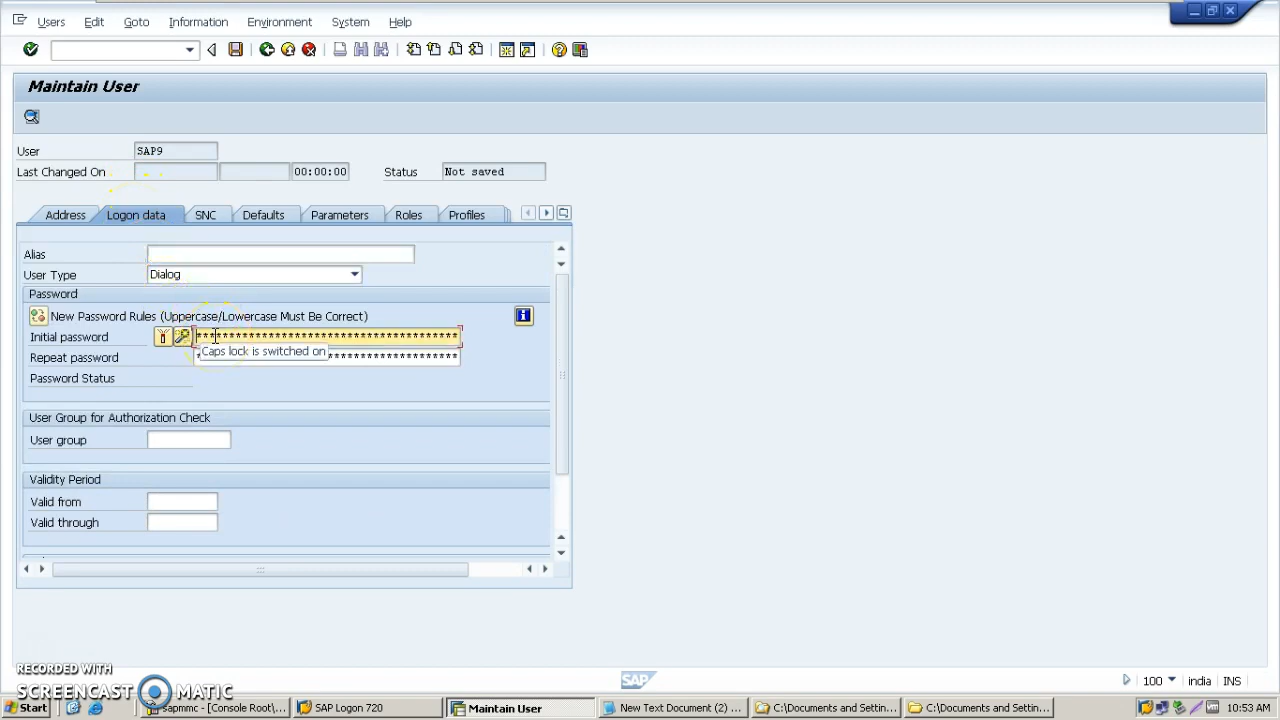 Users Edit Goto Information Environment System Help
Maintain User
User SAP9
Last Changed On 00:00:00 Status Not saved
Address Logon data SNC Defaults Parameters Roles Profiles
Alias
User Type Dialog
Password
New Password Rules (Uppercase/Lowercase Must Be Correct)
Initial password ****************************************
Caps lock is switched on
Repeat password * ********************
Password Status
User Group for Authorization Check
User group
Validity Period
Valid from
Valid through
RECORDED WITH
SCREENCAST MATIC
SAP
100 india INS
Start Sapmmc - [Console Root\... SAP Logon 720 Maintain User New Text Document (2) ... C:\Documents and Settin... C:\Documents and Settin... 10:53 AM